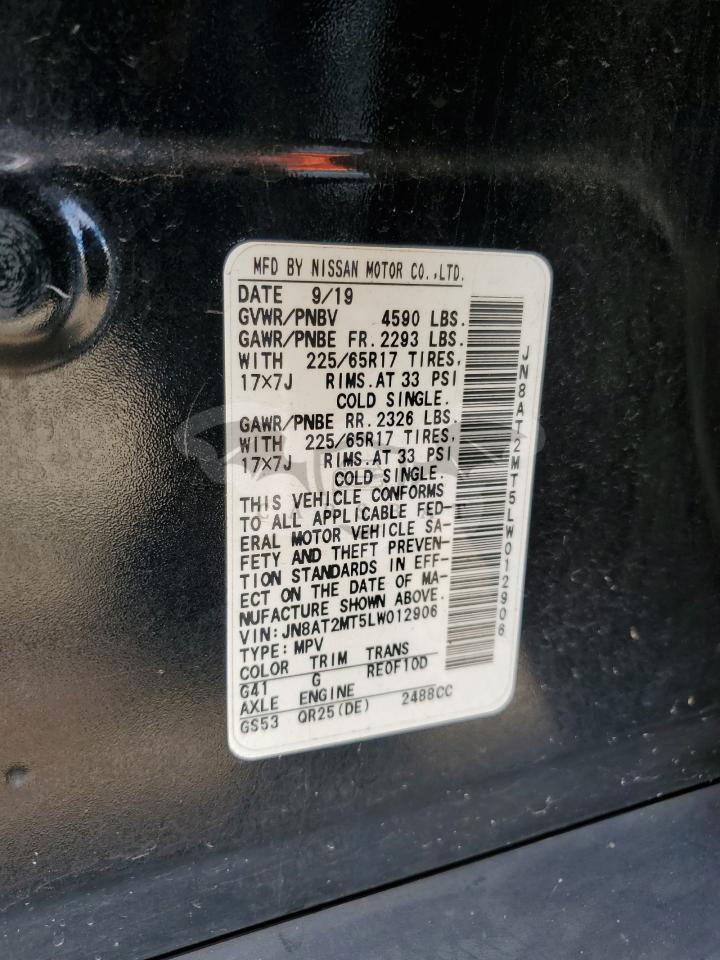 MFD BY NISSAN MOTOR CO.,LTD.
DATE 9/19
GVWR/PNBV 4590 LBS.
GAWR/PNBE FR. 2293 LBS.
WITH 225/65R17 TIRES,
17×7J RIMS. AT 33 PSI
COLD SINGLE.
GAWR/PNBE RR. 2326 LBS.
WITH 225/65R17 TIRES,
17×7J RIMS. AT 33 PSI
COLD SINGLE.
THIS VEHICLE CONFORMS
TO ALL APPLICABLE FED-
ERAL MOTOR VEHICLE SA-
FETY AND THEFT PREVEN-
TION STANDARDS IN EFF-
ECT ON THE DATE OF MA-
NUFACTURE SHOWN ABOVE.
VIN: JN8AT2MT5LW012906
TYPE: MPV
COLOR TRIM TRANS
G41 G RE0F10D
AXLE ENGINE
GS53 QR25(DE) 2488CC
JN8AT2MT5LW012906